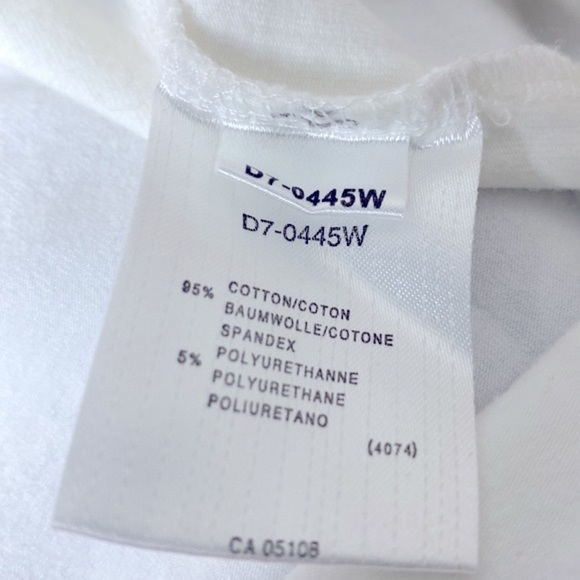 D7-0445W
D7-0445W
95% COTTON/COTON
BAUMWOLLE/COTONE
SPANDEX
5% POLYURETHANNE
POLYURETHANE
POLIURETANO
(4074)
CA 05108